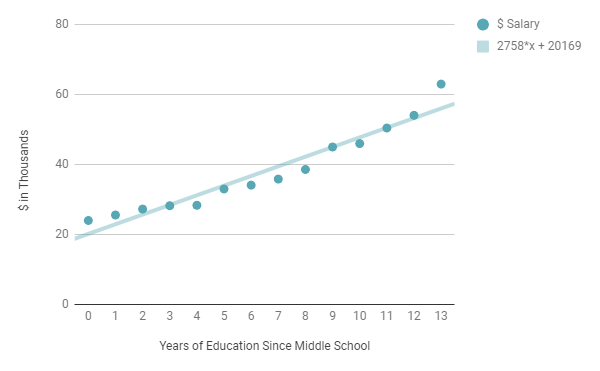 $ Salary
2758*x + 20169
$ in Thousands
80
60
40
20
0
0 1 2 3 4 5 6 7 8 9 10 11 12 13
Years of Education Since Middle School